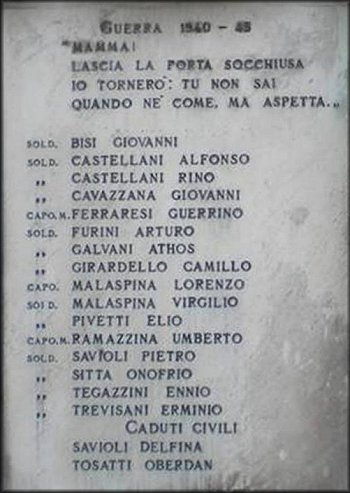 GUERRA 1940 - 45
"MAMMA!
LASCIA LA PORTA SOCCHIUSA
IO TORNERÒ: TU NON SAI
QUANDO NÈ COME, MA ASPETTA..„
SOLD. BISI GIOVANNI
SOLD. CASTELLANI ALFONSO
„ CASTELLANI RINO
„ CAVAZZANA GIOVANNI
CAPO.M. FERRARESI GUERRINO
SOLD. FURINI ARTURO
„ GALVANI ATHOS
„ GIRARDELLO CAMILLO
CAPO. MALASPINA LORENZO
SOLD. MALASPINA VIRGILIO
„ PIVETTI ELIO
CAPO.M. RAMAZZINA UMBERTO
SOLD. SAVIOLI PIETRO
„ SITTA ONOFRIO
„ TEGAZZINI ENNIO
„ TREVISANI ERMINIO
CADUTI CIVILI
SAVIOLI DELFINA
TOSATTI OBERDAN